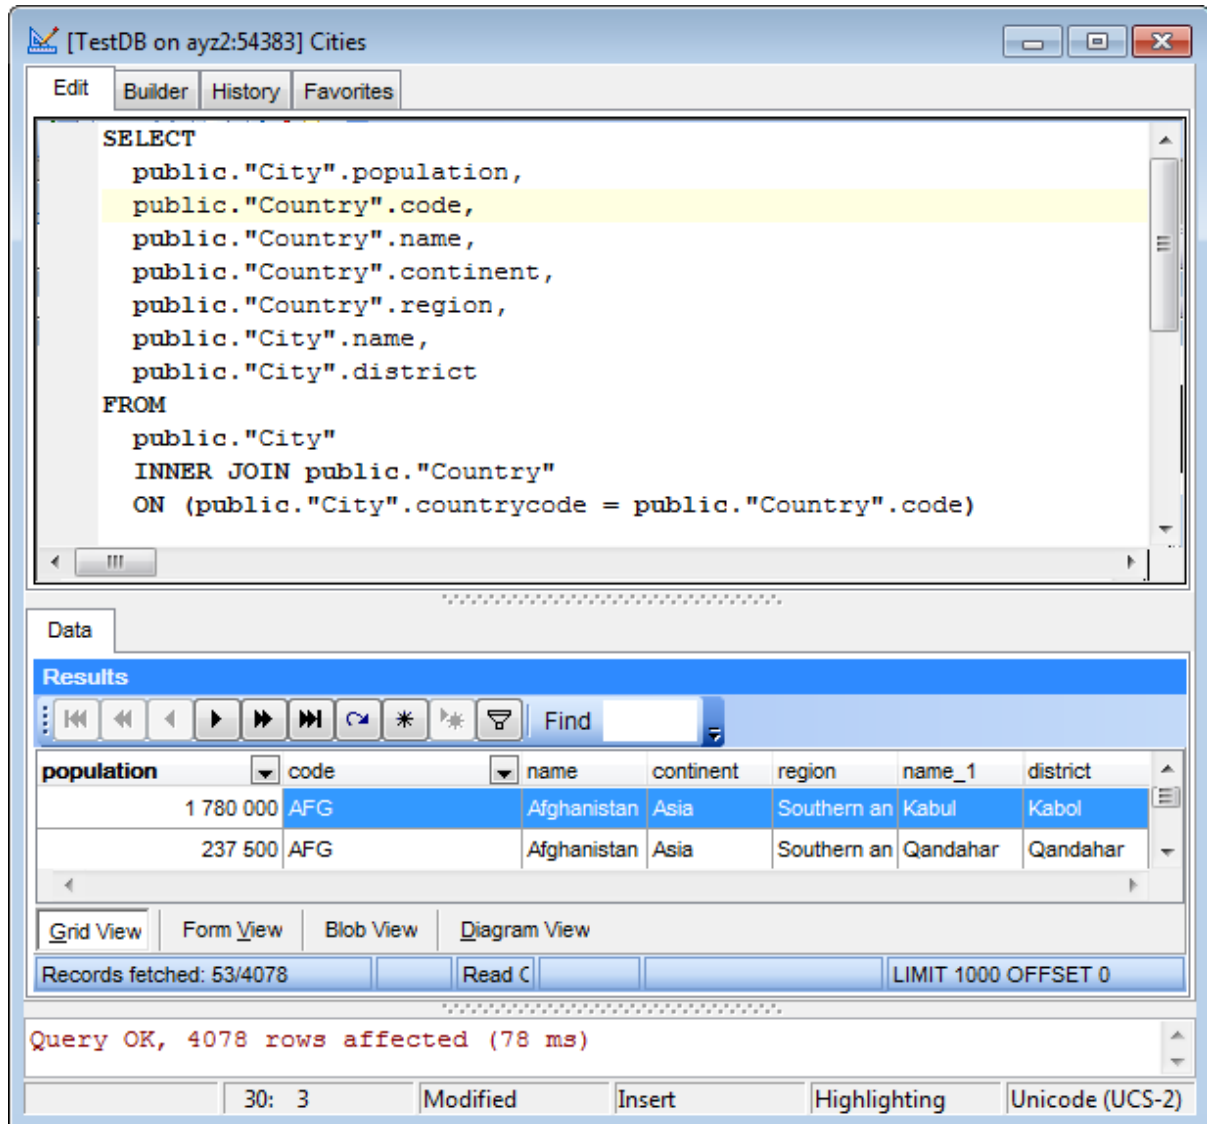 [TestDB on ayz2:54383] Cities
Edit Builder History Favorites
SELECT
public."City".population,
public."Country".code,
public."Country".name,
public."Country".continent,
public."Country".region,
public."City".name,
public."City".district
FROM
public."City"
INNER JOIN public."Country"
ON (public."City".countrycode = public."Country".code)
Data
Results
Find
population code name continent region name_1 district
1 780 000 AFG Afghanistan Asia Southern an Kabul Kabol
237 500 AFG Afghanistan Asia Southern an Qandahar Qandahar
Grid View Form View Blob View Diagram View
Records fetched: 53/4078 Read LIMIT 1000 OFFSET 0
Query OK, 4078 rows affected (78 ms)
30: 3 Modified Insert Highlighting Unicode (UCS-2)